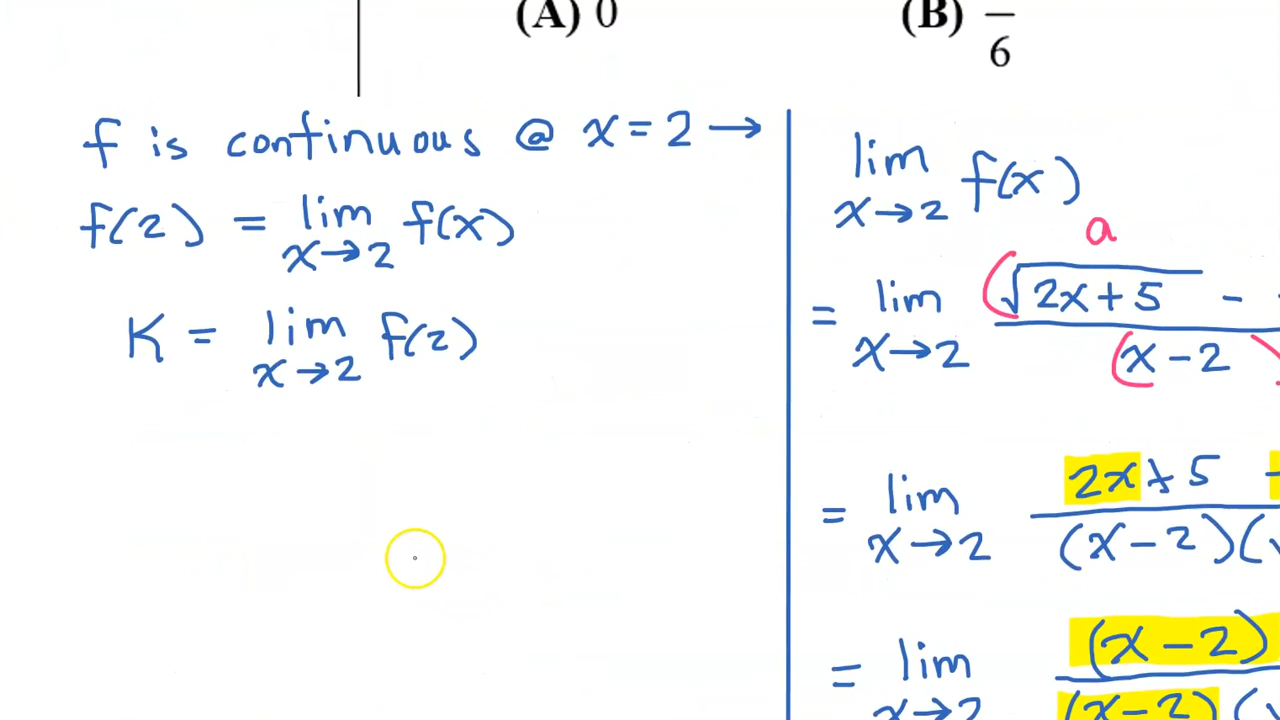 (A) 0 (B) — 6
f is continuous @ x = 2 →
f(2) = lim x→2 f(x)
K = lim x→2 f(2)
lim x→2 f(x)
a
= lim x→2 (√2x + 5 - (x - 2)
= lim x→2 2x + 5 (x - 2)(
= lim x→2 (x - 2) (x - 2)(